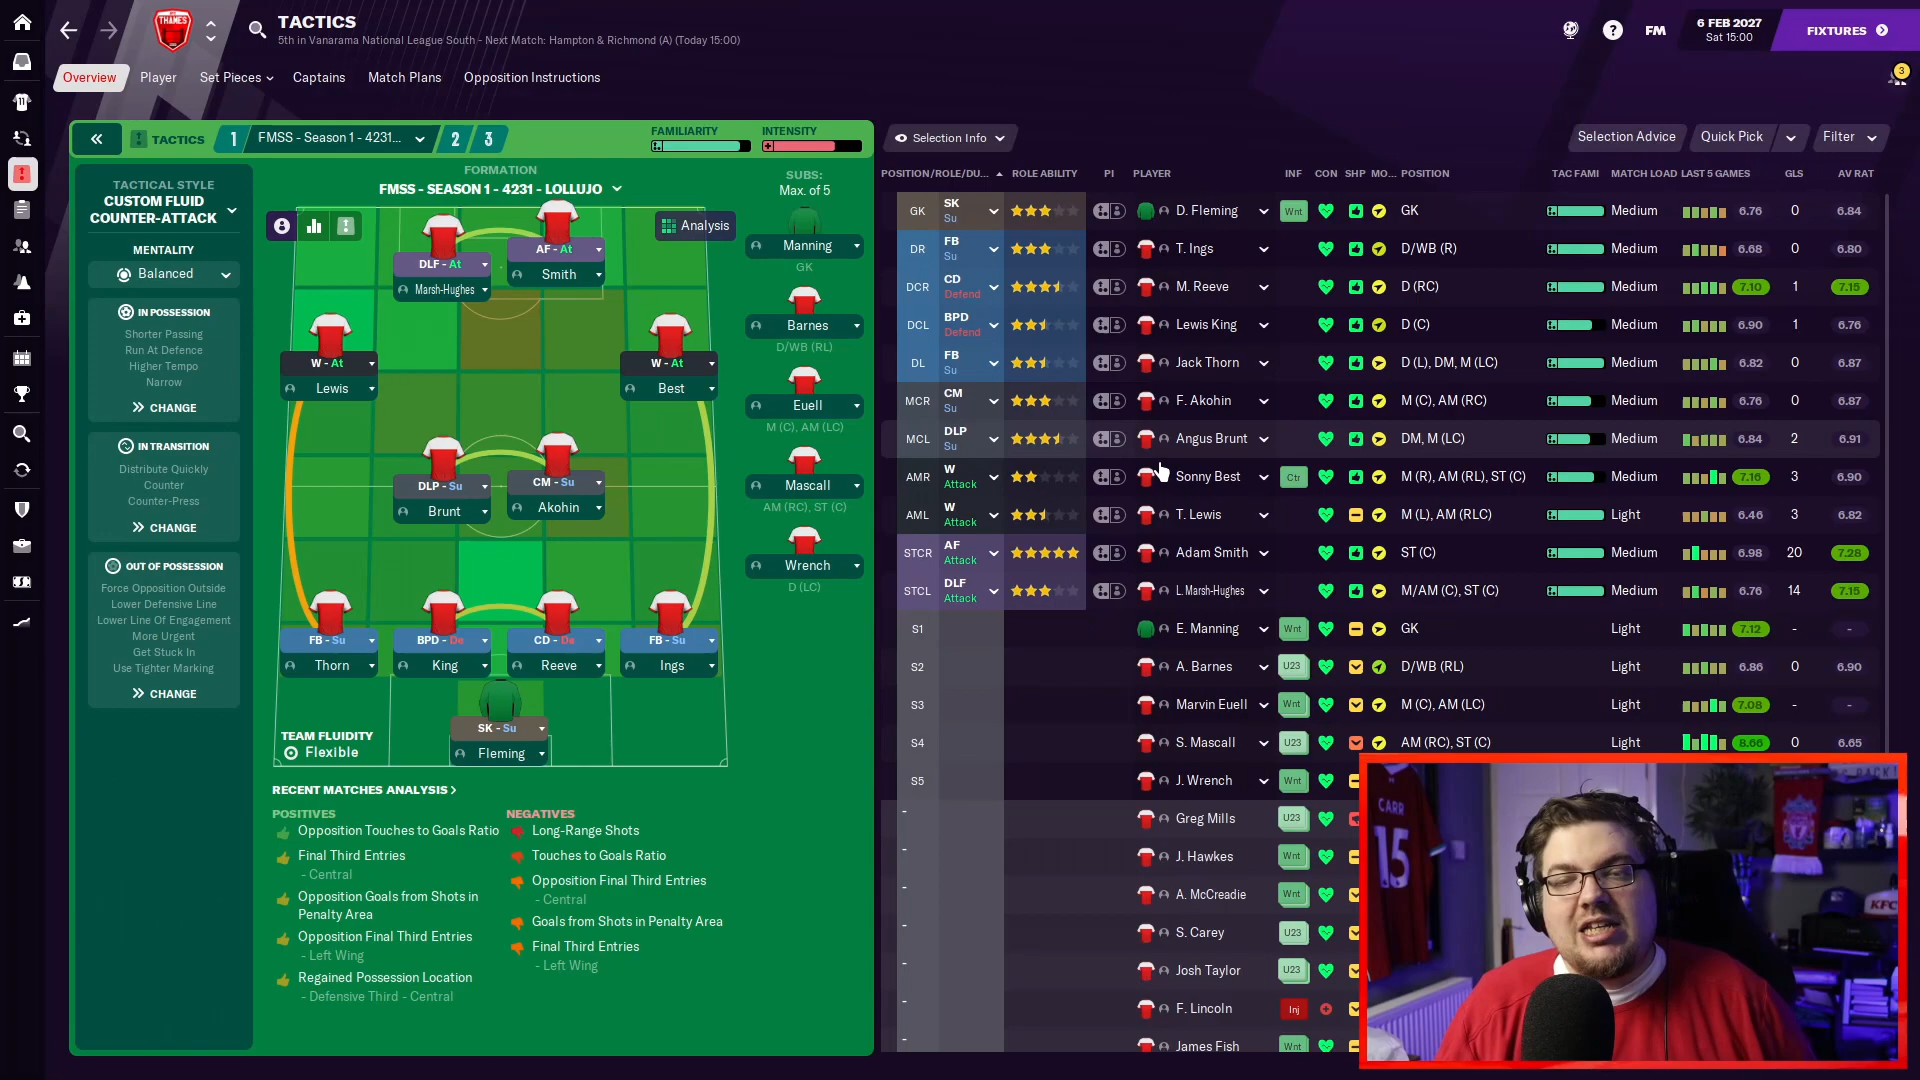 THAMES
TACTICS
5th in Vanarama National League South - Next Match: Hampton & Richmond (A) (Today 15:00)
FM
6 FEB 2027
Sat 15:00
FIXTURES
3
Overview
Player
Set Pieces
Captains
Match Plans
Opposition Instructions
TACTICS
1
FMSS - Season 1 - 4231...
2
3
FAMILIARITY
INTENSITY
TACTICAL STYLE
CUSTOM FLUID
COUNTER-ATTACK
MENTALITY
Balanced
IN POSSESSION
Shorter Passing
Run At Defence
Higher Tempo
Narrow
CHANGE
IN TRANSITION
Distribute Quickly
Counter
Counter-Press
CHANGE
OUT OF POSSESSION
Force Opposition Outside
Lower Defensive Line
Lower Line Of Engagement
More Urgent
Get Stuck In
Use Tighter Marking
CHANGE
FORMATION
FMSS - SEASON 1 - 4231 - LOLLUJO
Analysis
DLF - At
Marsh-Hughes
AF - At
Smith
W - At
Lewis
W - At
Best
DLP - Su
Brunt
CM - Su
Akohin
FB - Su
Thorn
BPD - De
King
CD - De
Reeve
FB - Su
Ings
SK - Su
Fleming
TEAM FLUIDITY
Flexible
SUBS:
Max. of 5
Manning
GK
Barnes
D/WB (RL)
Euell
M (C), AM (LC)
Mascall
AM (RC), ST (C)
Wrench
D (LC)
RECENT MATCHES ANALYSIS >
POSITIVES
Opposition Touches to Goals Ratio
Final Third Entries
- Central
Opposition Goals from Shots in
Penalty Area
Opposition Final Third Entries
- Left Wing
Regained Possession Location
- Defensive Third - Central
NEGATIVES
Long-Range Shots
Touches to Goals Ratio
Opposition Final Third Entries
- Central
Goals from Shots in Penalty Area
Final Third Entries
- Left Wing
Selection Info
Selection Advice
Quick Pick
Filter
POSITION/ROLE/DU... ROLE ABILITY PI PLAYER INF CON SHP MO... POSITION TAC FAMI MATCH LOAD LAST 5 GAMES GLS AV RAT
GK SK Su D. Fleming Wnt GK Medium 6.76 0 6.84
DR FB Su T. Ings D/WB (R) Medium 6.68 0 6.80
DCR CD Defend M. Reeve D (RC) Medium 7.10 1 7.15
DCL BPD Defend Lewis King D (C) Medium 6.90 1 6.76
DL FB Su Jack Thorn D (L), DM, M (LC) Medium 6.82 0 6.87
MCR CM Su F. Akohin M (C), AM (RC) Medium 6.76 0 6.87
MCL DLP Su Angus Brunt DM, M (LC) Medium 6.84 2 6.91
AMR W Attack Sonny Best Ctr M (R), AM (RL), ST (C) Medium 7.16 3 6.90
AML W Attack T. Lewis M (L), AM (RLC) Light 6.46 3 6.82
STCR AF Attack Adam Smith ST (C) Medium 6.98 20 7.28
STCL DLF Attack L. Marsh-Hughes M/AM (C), ST (C) Medium 6.76 14 7.15
S1 E. Manning Wnt GK Light 7.12 - -
S2 A. Barnes U23 D/WB (RL) Light 6.86 0 6.90
S3 Marvin Euell Wnt M (C), AM (LC) Light 7.08 - -
S4 S. Mascall U23 AM (RC), ST (C) Light 8.66 0 6.65
S5 J. Wrench Wnt
- Greg Mills U23
- J. Hawkes Wnt
- A. McCreadie Wnt
- S. Carey U23
- Josh Taylor U23
- F. Lincoln Inj
- James Fish Wnt
CARR
15
KFC